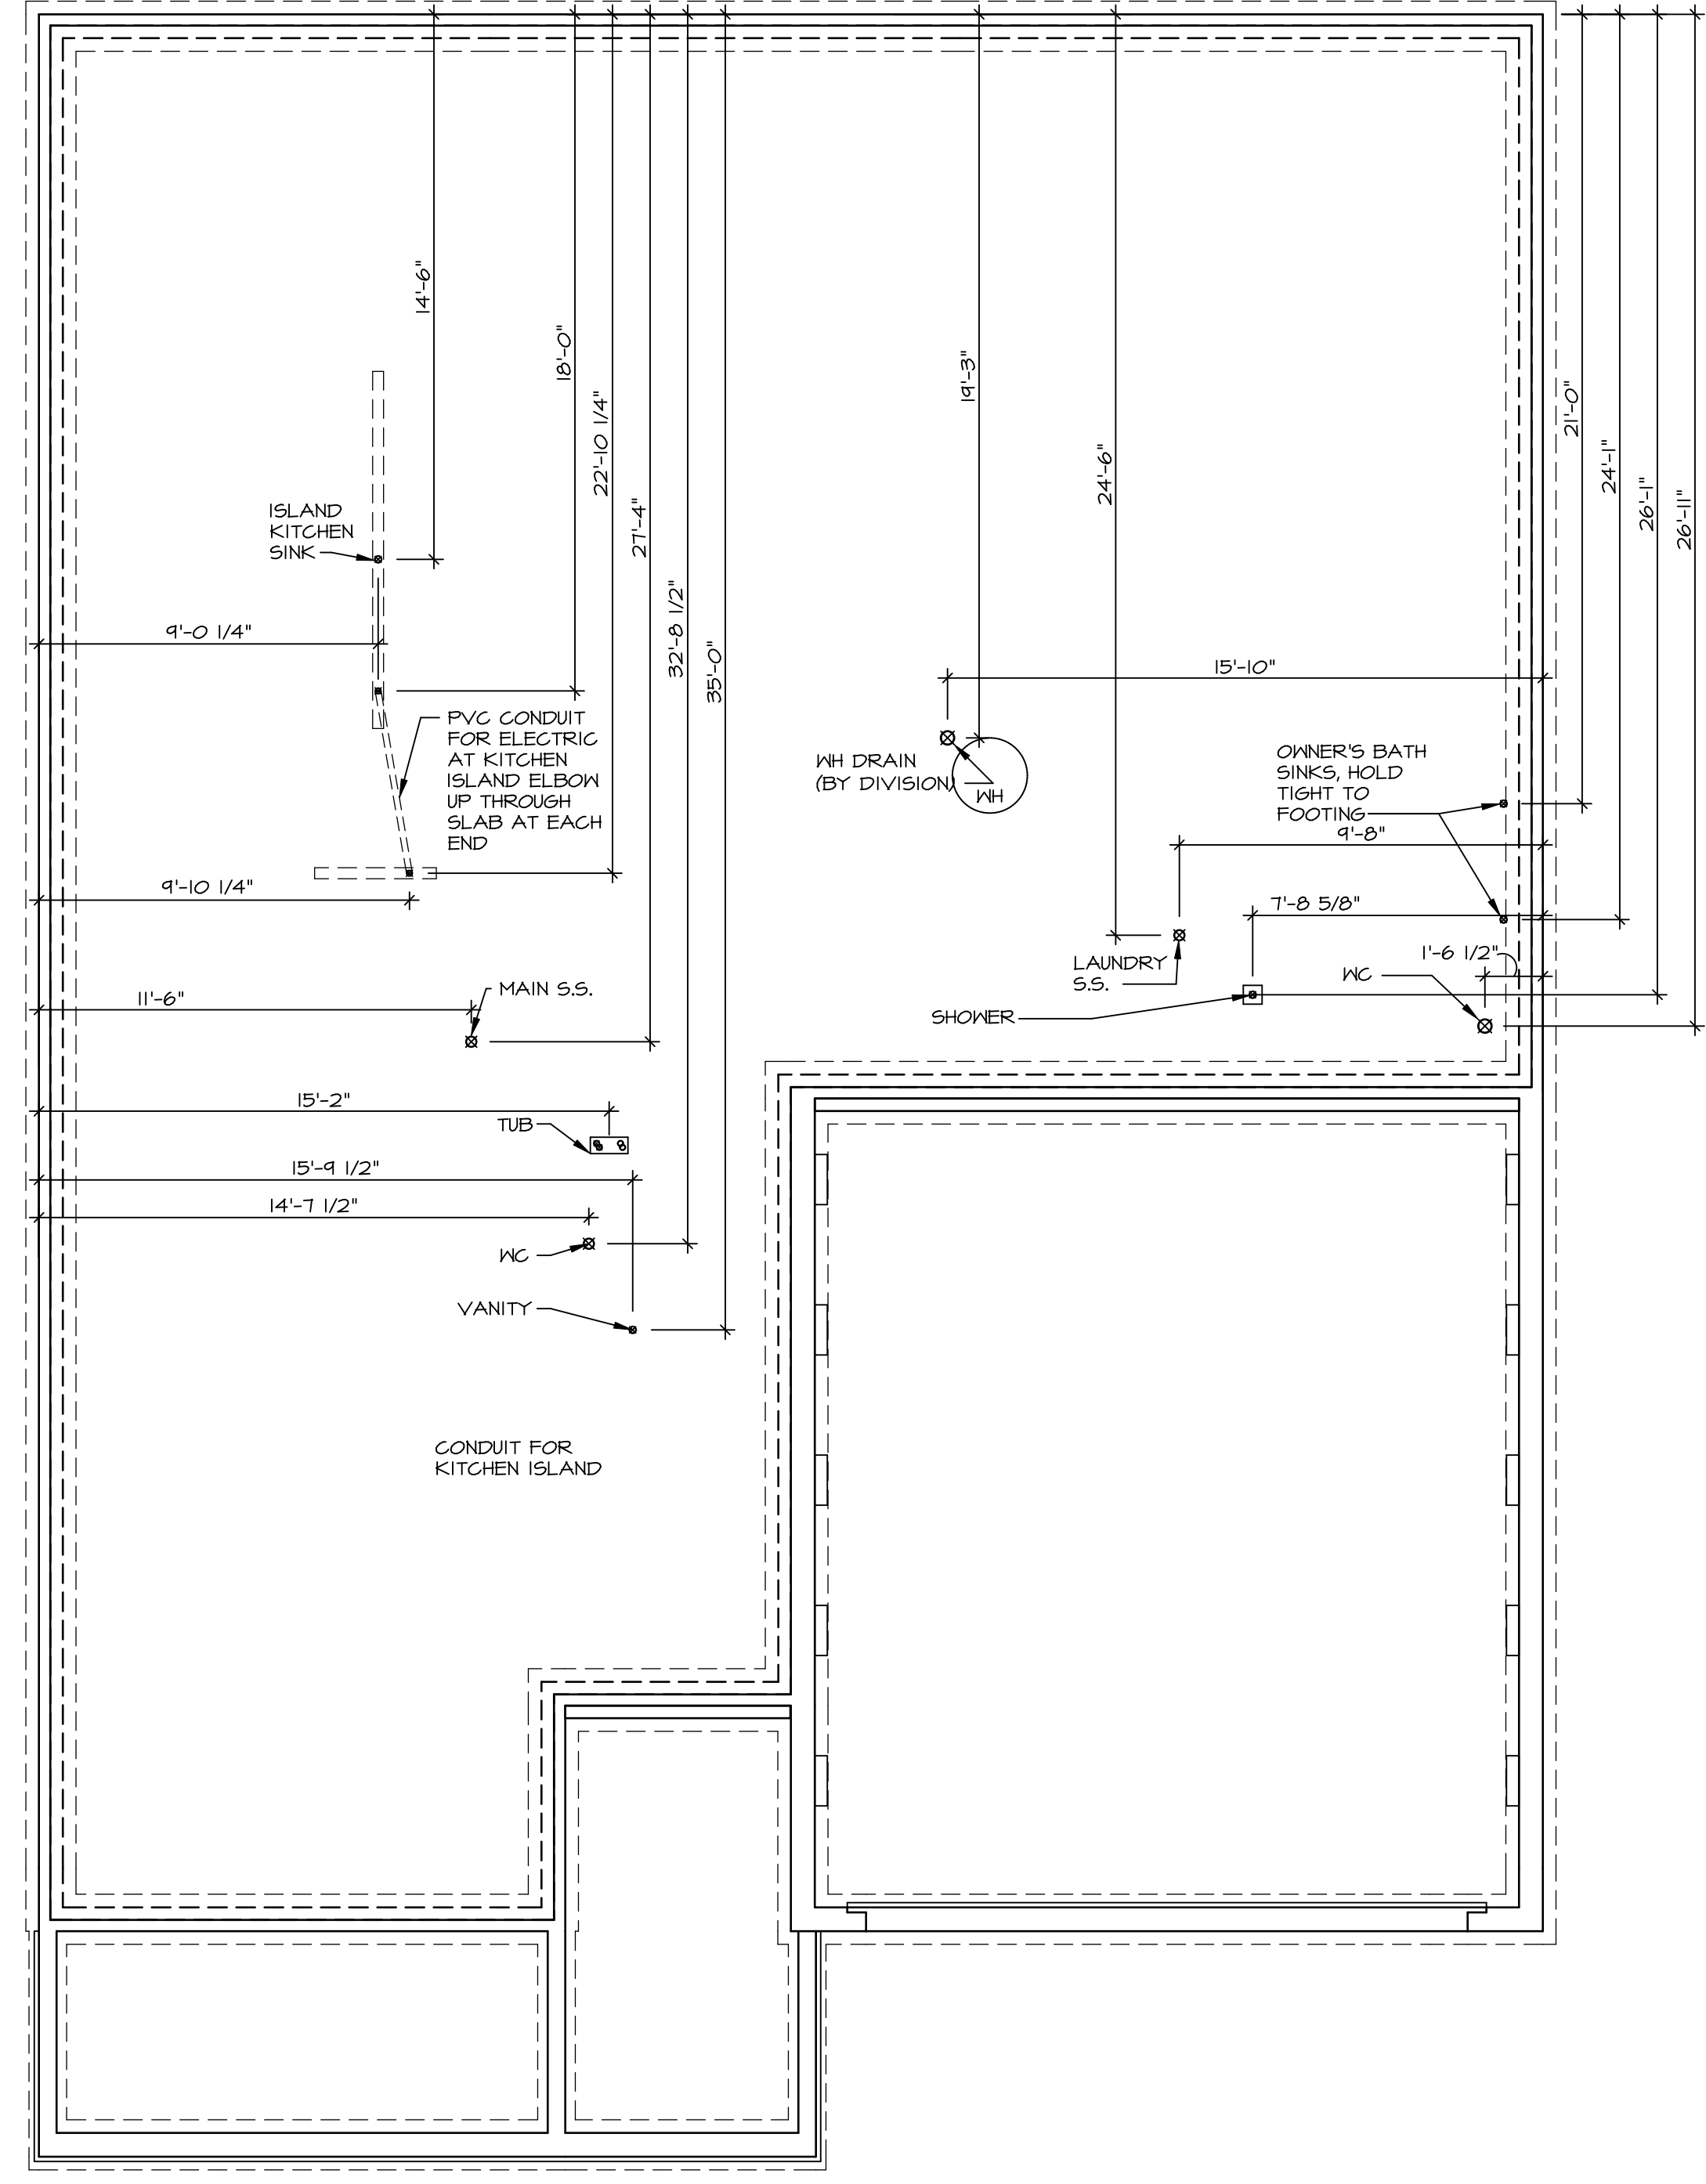 14'-6"
18'-0"
22'-10 1/4"
27'-4"
32'-8 1/2"
35'-0"
19'-3"
24'-6"
21'-0"
24'-1"
26'-1"
26'-11"
ISLAND
KITCHEN
SINK
9'-0 1/4"
PVC CONDUIT
FOR ELECTRIC
AT KITCHEN
ISLAND ELBOW
UP THROUGH
SLAB AT EACH
END
9'-10 1/4"
15'-10"
WH DRAIN
(BY DIVISION)
WH
OWNER'S BATH
SINKS, HOLD
TIGHT TO
FOOTING
9'-8"
7'-8 5/8"
1'-6 1/2"
WC
LAUNDRY
S.S.
SHOWER
11'-6"
MAIN S.S.
15'-2"
TUB
15'-9 1/2"
14'-7 1/2"
WC
VANITY
CONDUIT FOR
KITCHEN ISLAND